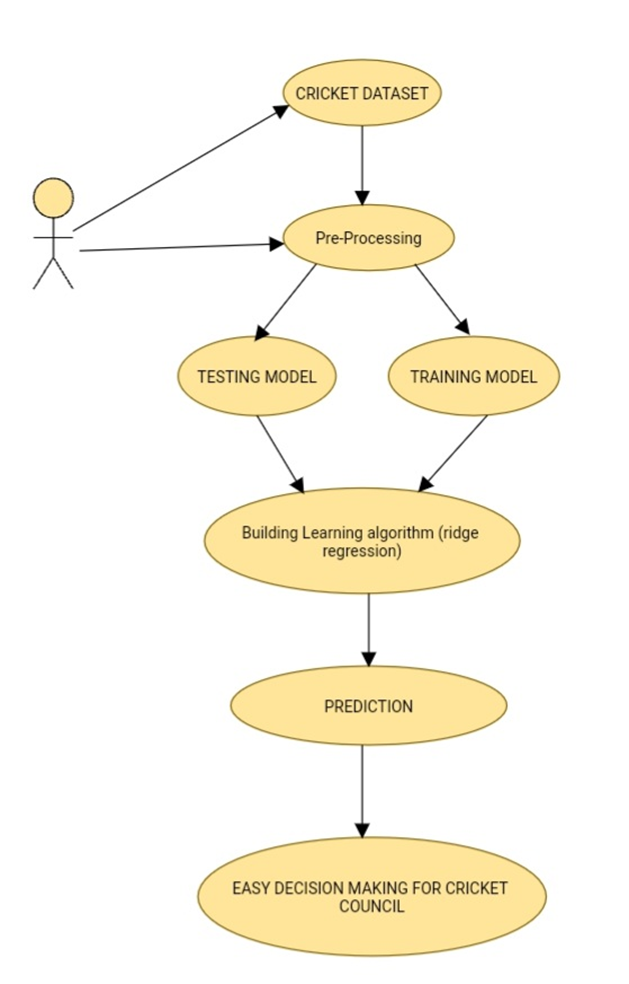 CRICKET DATASET
Pre-Processing
TESTING MODEL
TRAINING MODEL
Building Learning algorithm (ridge
regression)
PREDICTION
EASY DECISION MAKING FOR CRICKET
COUNCIL